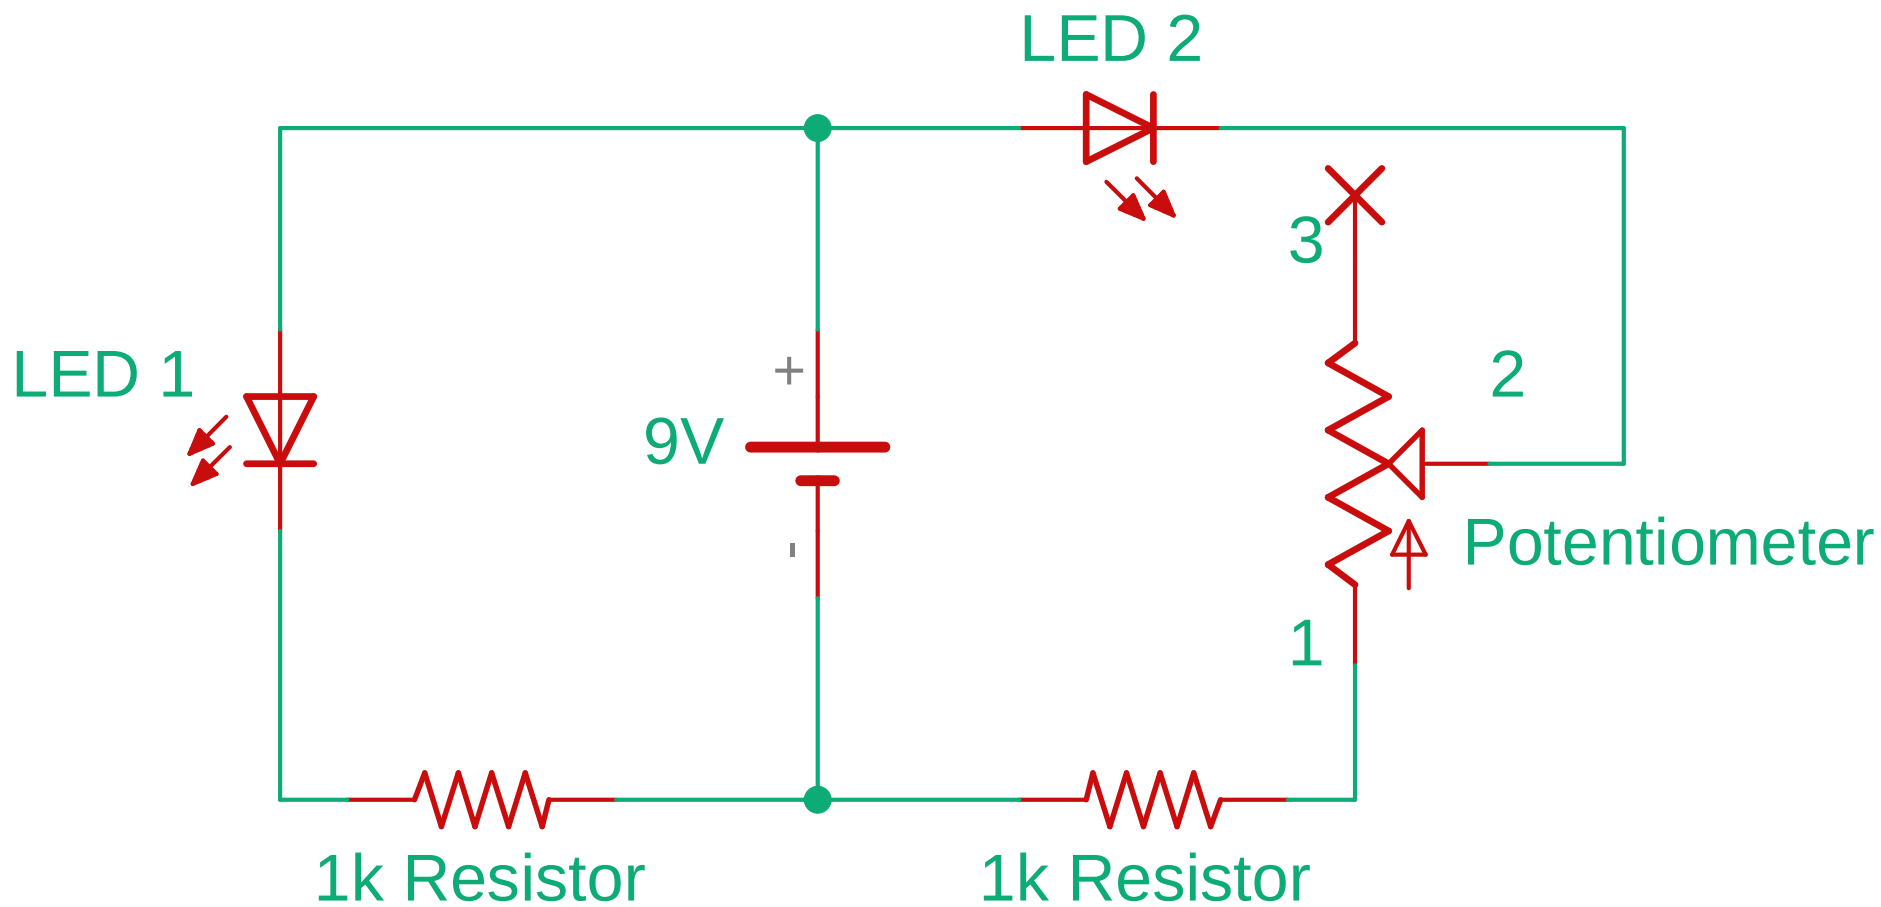 LED 2
3
LED 1
+
2
9V
-
Potentiometer
1
1k Resistor
1k Resistor